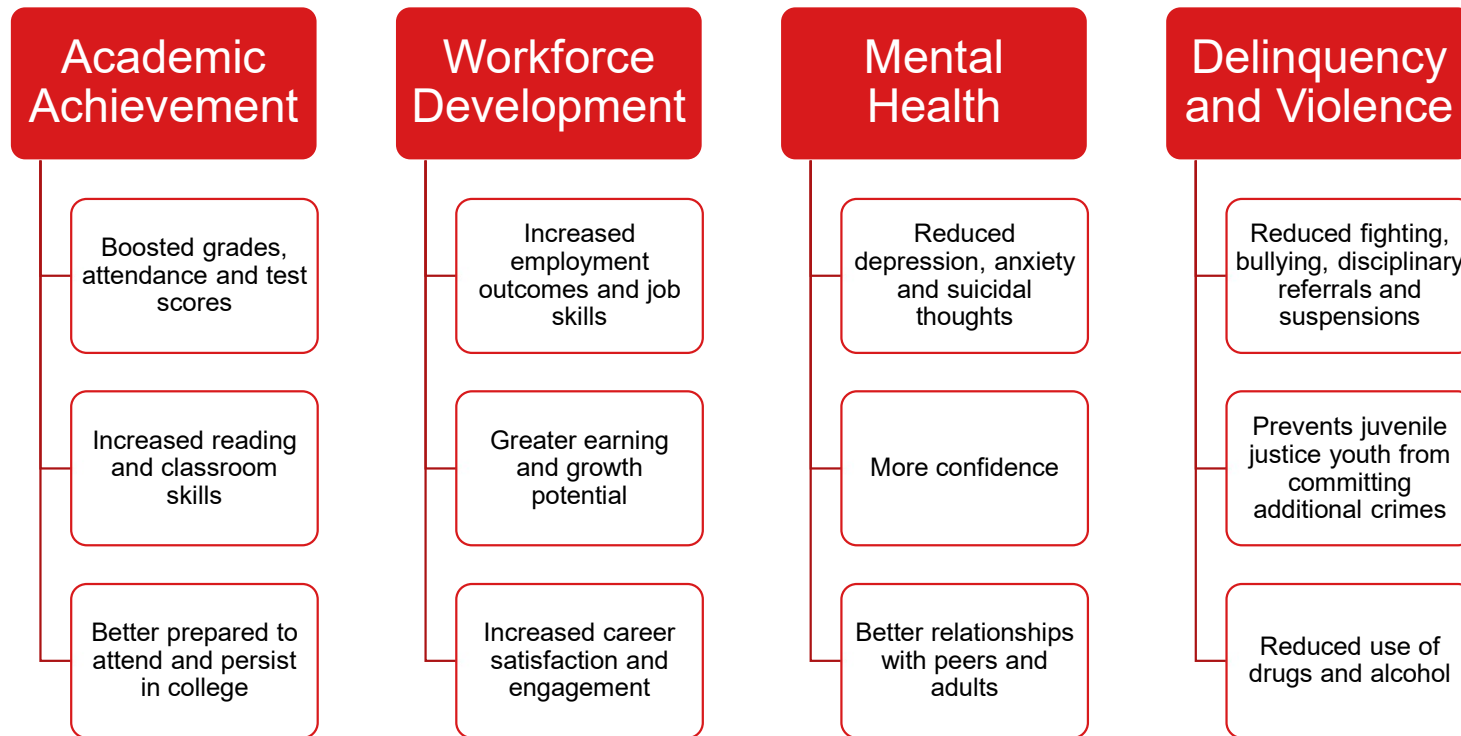 Academic
Achievement
Boosted grades,
attendance and test
scores
Increased reading
and classroom
skills
Better prepared to
attend and persist
in college
Workforce
Development
Increased
employment
outcomes and job
skills
Greater earning
and growth
potential
Increased career
satisfaction and
engagement
Mental
Health
Reduced
depression, anxiety
and suicidal
thoughts
More confidence
Better relationships
with peers and
adults
Delinquency
and Violence
Reduced fighting,
bullying, disciplinary
referrals and
suspensions
Prevents juvenile
justice youth from
committing
additional crimes
Reduced use of
drugs and alcohol